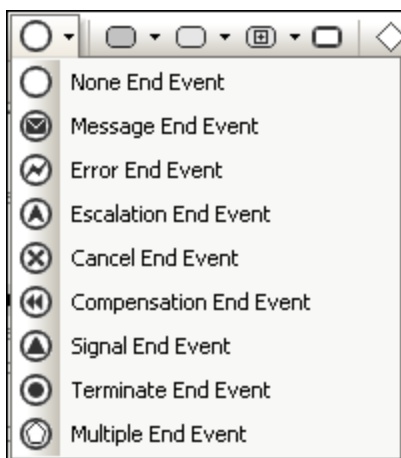 None End Event
Message End Event
Error End Event
Escalation End Event
Cancel End Event
Compensation End Event
Signal End Event
Terminate End Event
Multiple End Event